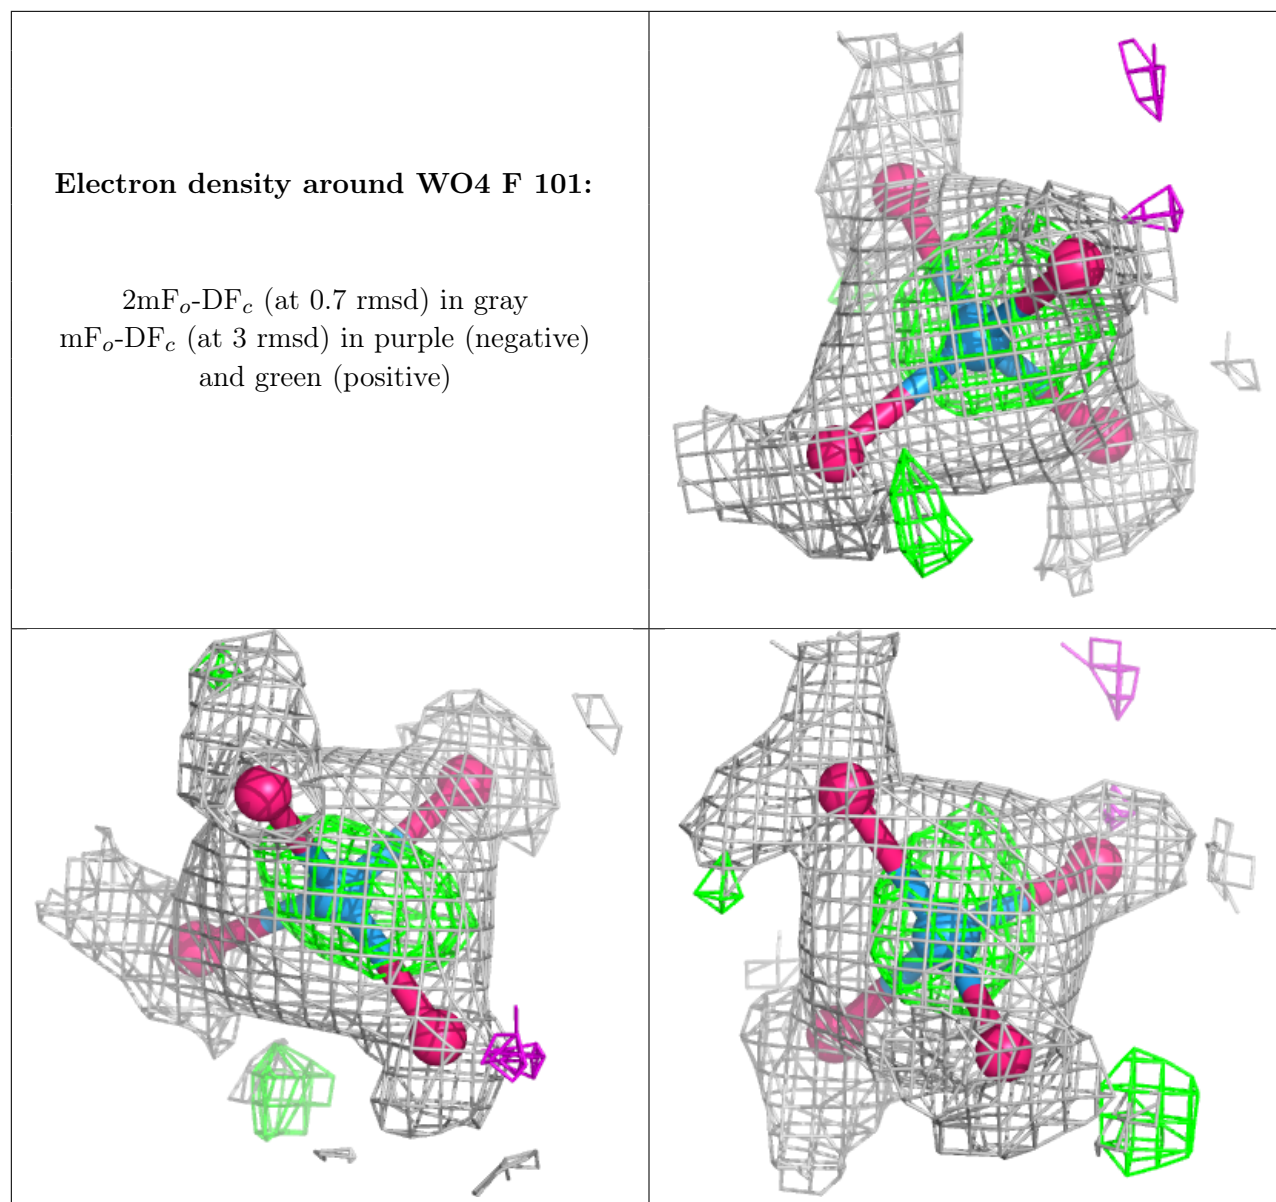 Electron density around WO4 F 101:
2mFo-DFc (at 0.7 rmsd) in gray
mFo-DFc (at 3 rmsd) in purple (negative)
and green (positive)